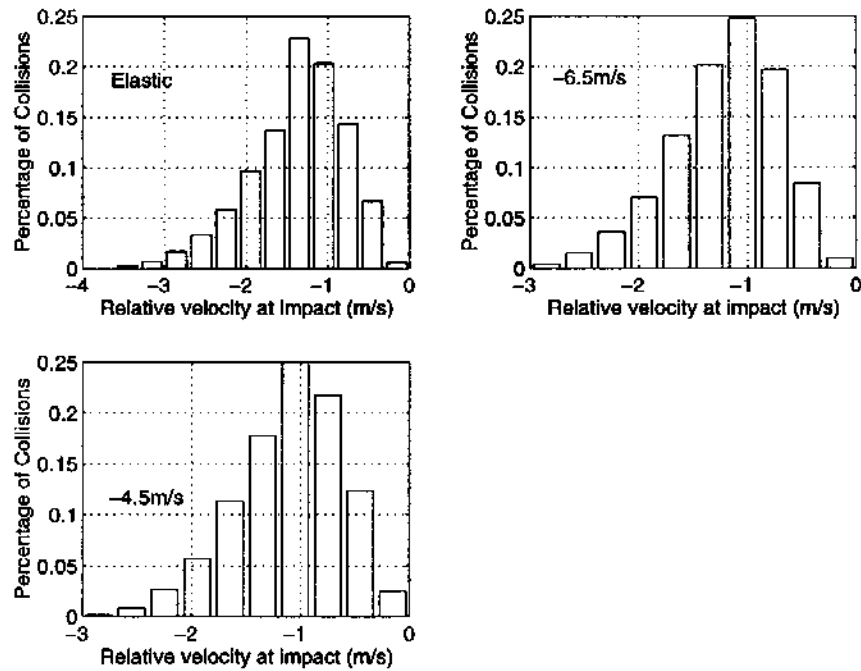 Percentage of Collisions
0.25
0.2
0.15
0.1
0.05
0
Elastic
−4 −3 −2 −1 0
Relative velocity at impact (m/s)
Percentage of Collisions
0.25
0.2
0.15
0.1
0.05
0
−6.5m/s
−3 −2 −1 0
Relative velocity at impact (m/s)
Percentage of Collisions
0.25
0.2
0.15
0.1
0.05
0
−4.5m/s
−3 −2 −1 0
Relative velocity at impact (m/s)